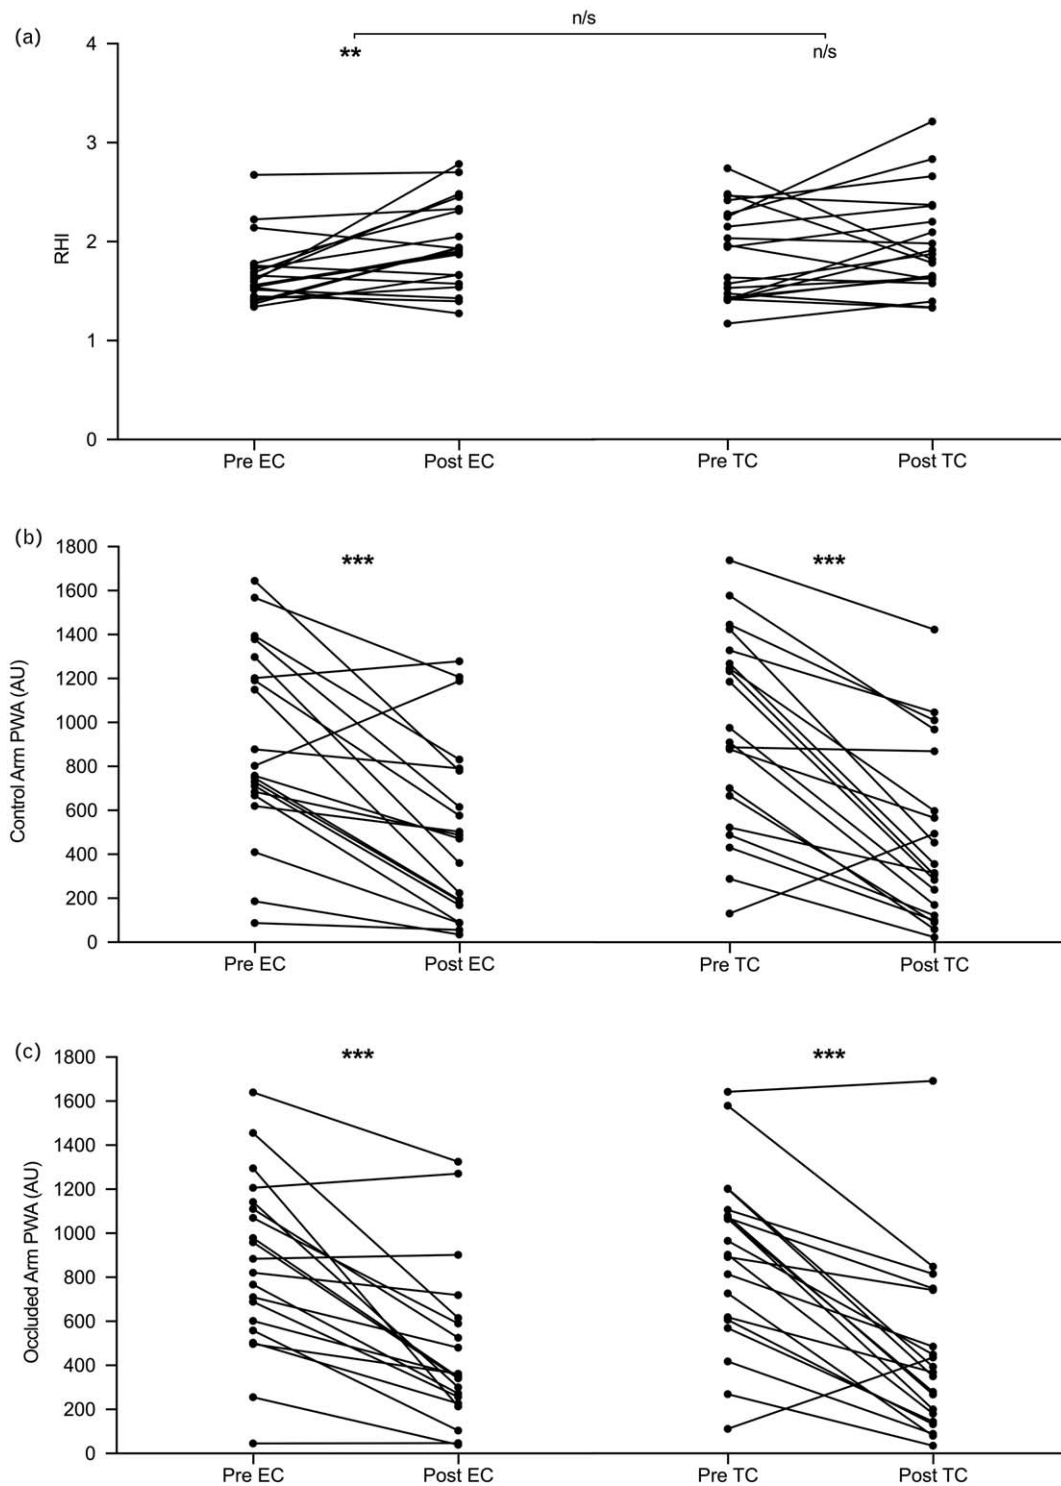 (a)
n/s
**
n/s
4
3
2
1
0
RHI
Pre EC
Post EC
Pre TC
Post TC
(b)
***
***
1800
1600
1400
1200
1000
800
600
400
200
0
Control Arm PWA (AU)
Pre EC
Post EC
Pre TC
Post TC
(c)
***
***
1800
1600
1400
1200
1000
800
600
400
200
0
Occluded Arm PWA (AU)
Pre EC
Post EC
Pre TC
Post TC